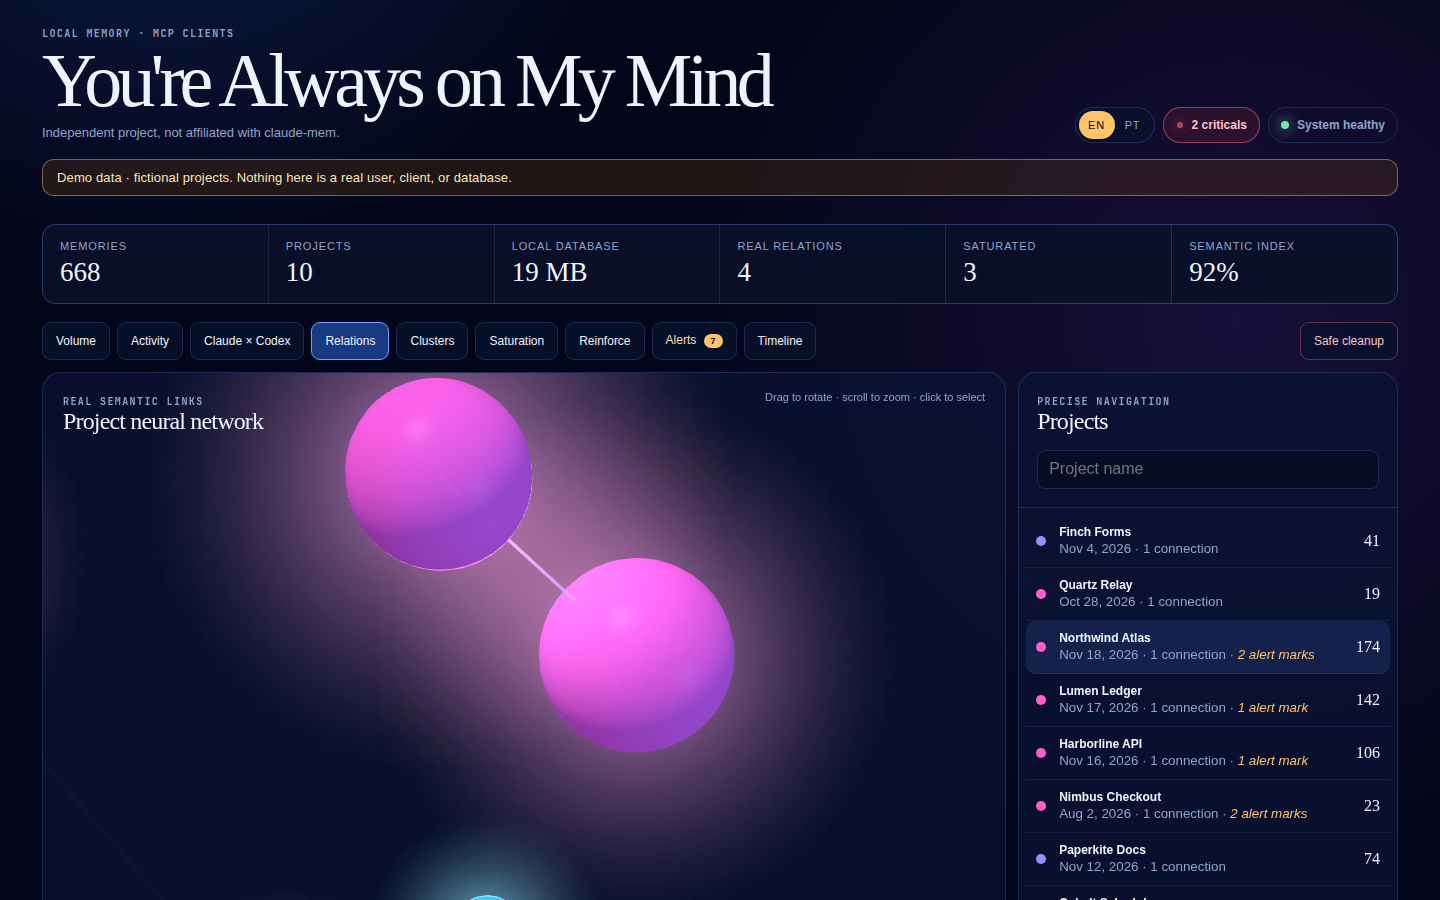 LOCAL MEMORY · MCP CLIENTS
You're Always on My Mind
Independent project, not affiliated with claude-mem.
EN PT
2 criticals
System healthy
Demo data · fictional projects. Nothing here is a real user, client, or database.
MEMORIES
668
PROJECTS
10
LOCAL DATABASE
19 MB
REAL RELATIONS
4
SATURATED
3
SEMANTIC INDEX
92%
Volume
Activity
Claude × Codex
Relations
Clusters
Saturation
Reinforce
Alerts 7
Timeline
Safe cleanup
REAL SEMANTIC LINKS
Project neural network
Drag to rotate · scroll to zoom · click to select
PRECISE NAVIGATION
Projects
Project name
Finch Forms
Nov 4, 2026 · 1 connection
41
Quartz Relay
Oct 28, 2026 · 1 connection
19
Northwind Atlas
Nov 18, 2026 · 1 connection · 2 alert marks
174
Lumen Ledger
Nov 17, 2026 · 1 connection · 1 alert mark
142
Harborline API
Nov 16, 2026 · 1 connection · 1 alert mark
106
Nimbus Checkout
Aug 2, 2026 · 1 connection · 2 alert marks
23
Paperkite Docs
Nov 12, 2026 · 1 connection
74